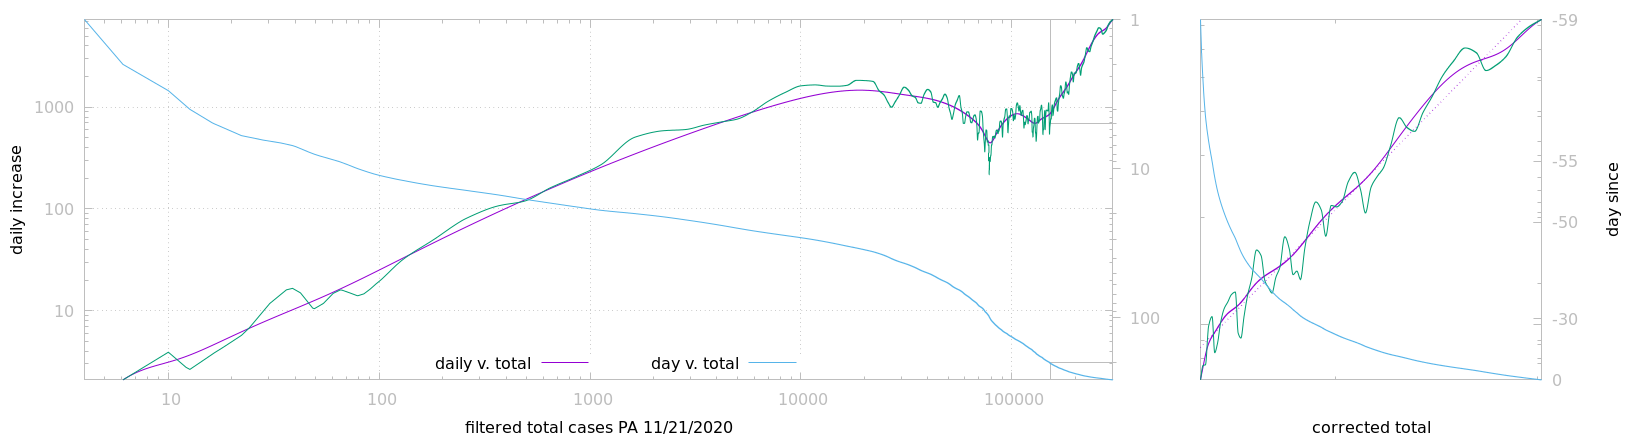 1
-59
1000
daily increase
10
-55
day since
100
-50
10
100
-30
daily v. total
day v. total
0
10
100
1000
10000
100000
filtered total cases PA 11/21/2020
corrected total